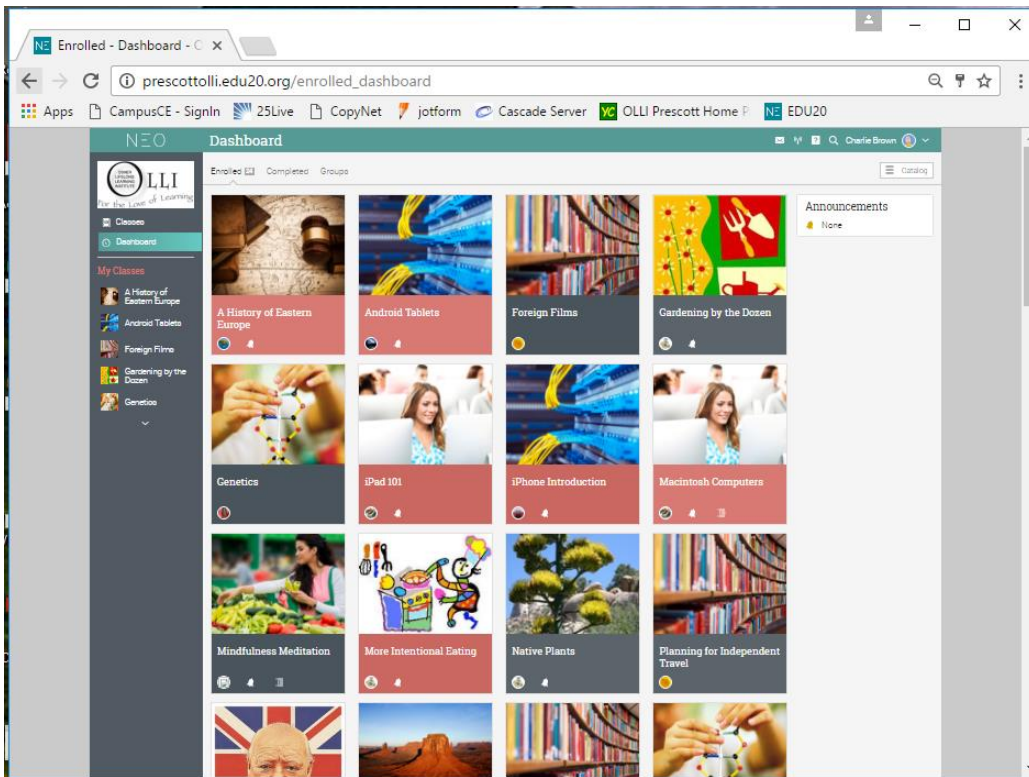 Enrolled - Dashboard - C
prescottolli.edu20.org/enrolled_dashboard
Apps
CampusCE - SignIn
25Live
CopyNet
jotform
Cascade Server
OLLI Prescott Home P
EDU20
NEO
Dashboard
Charlie Brown
OLLI
For the Love of Learning
Classes
Dashboard
My Classes
A History of
Eastern Europe
Android Tablets
Foreign Films
Gardening by the
Dozen
Genetics
Enrolled
Completed
Groups
Catalog
A History of Eastern
Europe
Android Tablets
Foreign Films
Gardening by the Dozen
Announcements
None
Genetics
iPad 101
iPhone Introduction
Macintosh Computers
Mindfulness Meditation
More Intentional Eating
Native Plants
Planning for Independent
Travel